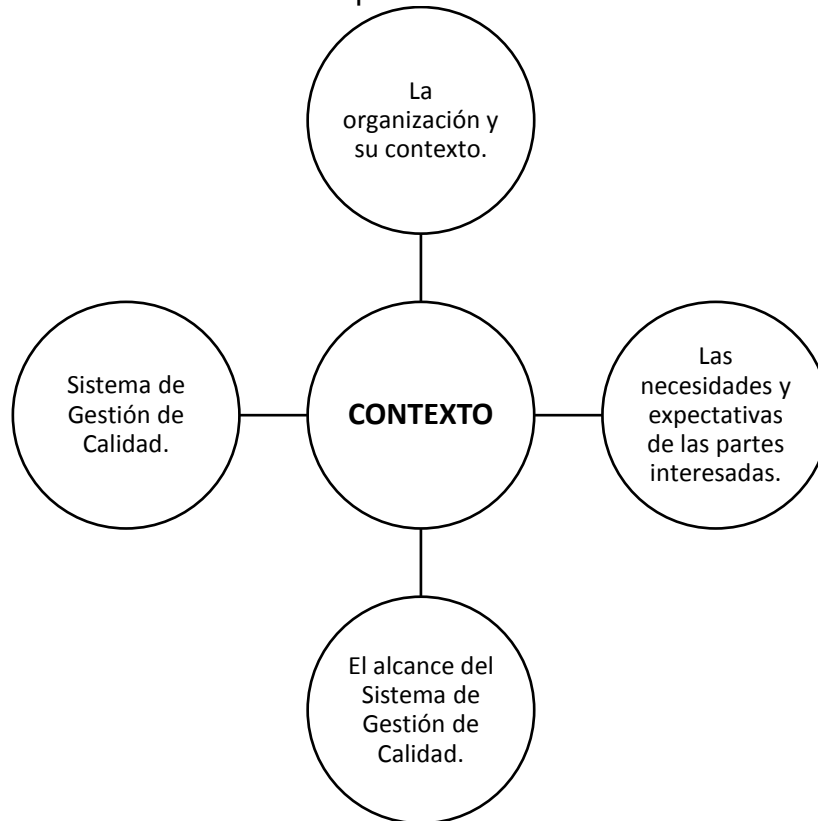 La
organización y
su contexto.
Sistema de
Gestión de
Calidad.
CONTEXTO
Las
necesidades y
expectativas
de las partes
interesadas.
El alcance del
Sistema de
Gestión de
Calidad.